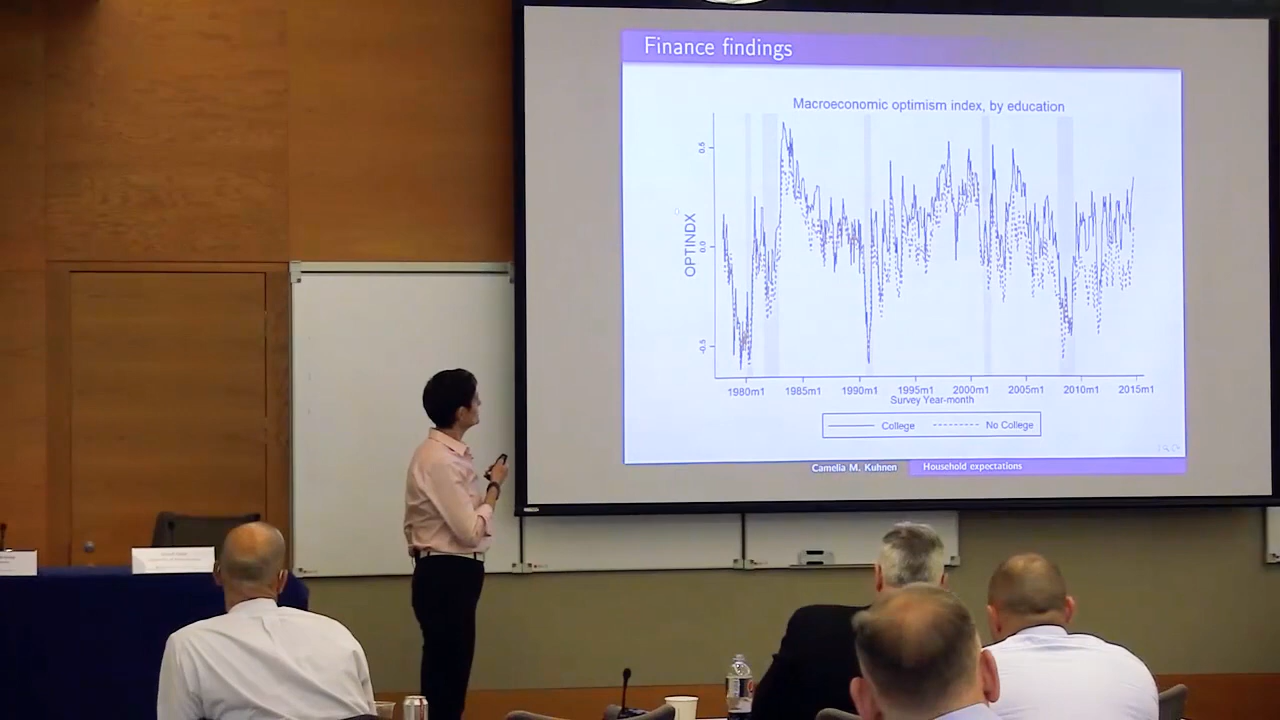 Finance findings
Macroeconomic optimism index, by education
0.5
0.0
-0.5
OPTINDX
1980m1 1985m1 1990m1 1995m1 2000m1 2005m1 2010m1 2015m1
Survey Year-month
College No College
Camelia M. Kuhnen Household expectations